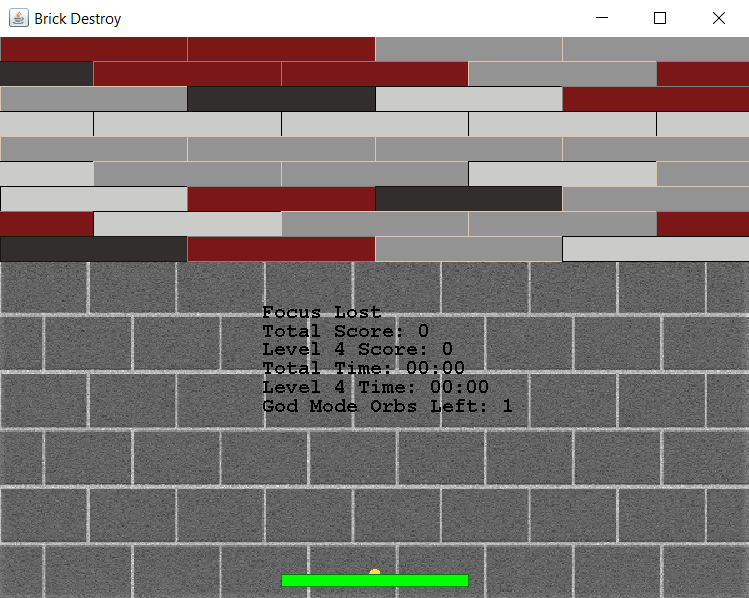 Brick Destroy
Focus Lost
Total Score: 0
Level 4 Score: 0
Total Time: 00:00
Level 4 Time: 00:00
God Mode Orbs Left: 1